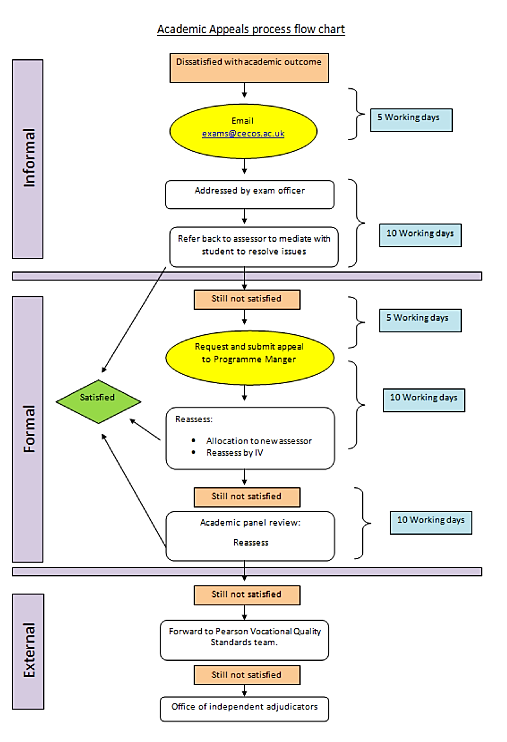 Academic Appeals process flow chart
Dissatisfied with academic outcome
Informal
Email
exams@cecos.ac.uk
5 Working days
Addressed by exam officer
Refer back to assessor to mediate with
student to resolve issues
10 Working days
Formal
Still not satisfied
Request and submit appeal
to Programme Manger
5 Working days
Satisfied
Reassess:
• Allocation to new assessor
• Reassess by IV
10 Working days
Still not satisfied
Academic panel review:
Reassess
10 Working days
External
Still not satisfied
Forward to Pearson Vocational Quality
Standards team.
Still not satisfied
Office of independent adjudicators